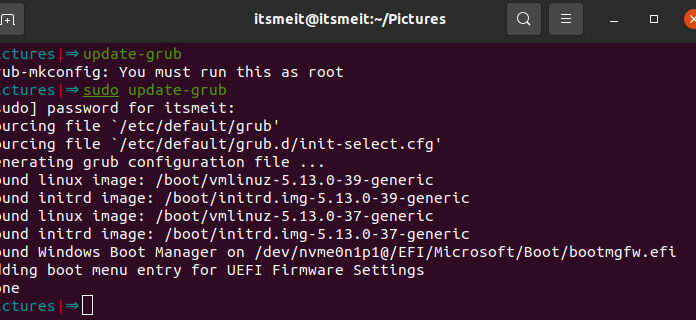 itsmeit@itsmeit:~/Pictures
ictures|⇒ update-grub
rub-mkconfig: You must run this as root
ictures|⇒ sudo update-grub
sudo] password for itsmeit:
ourcing file `/etc/default/grub'
ourcing file `/etc/default/grub.d/init-select.cfg'
enerating grub configuration file ...
ound linux image: /boot/vmlinuz-5.13.0-39-generic
ound initrd image: /boot/initrd.img-5.13.0-39-generic
ound linux image: /boot/vmlinuz-5.13.0-37-generic
ound initrd image: /boot/initrd.img-5.13.0-37-generic
ound Windows Boot Manager on /dev/nvme0n1p1@/EFI/Microsoft/Boot/bootmgfw.efi
dding boot menu entry for UEFI Firmware Settings
one
ictures|⇒